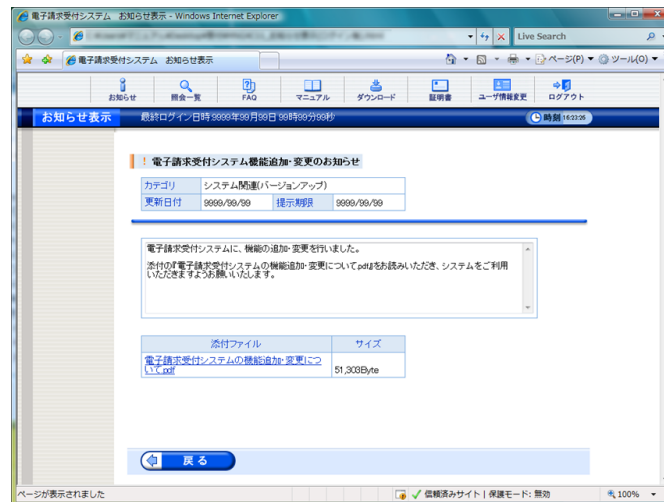 電子請求受付システム　お知らせ表示 - Windows Internet Explorer
Live Search
電子請求受付システム　お知らせ表示
ページ(P) ツール(O)
お知らせ 照会一覧 FAQ マニュアル ダウンロード 証明書 ユーザ情報変更 ログアウト
お知らせ表示 最終ログイン日時:9999年99月99日 99時99分99秒 時刻 16:23:26
! 電子請求受付システム機能追加・変更のお知らせ
カテゴリ システム関連(バージョンアップ)
更新日付 9999/99/99 提示期限 9999/99/99
電子請求受付システムに、機能の追加・変更を行いました。
添付の『電子請求受付システムの機能追加・変更についてpdf』をお読みいただき、システムをご利用
いただきますようお願いいたします。
添付ファイル サイズ
電子請求受付システムの機能追加・変更につ
いて.pdf 51,303Byte
戻る
ページが表示されました 信頼済みサイト | 保護モード: 無効 100%